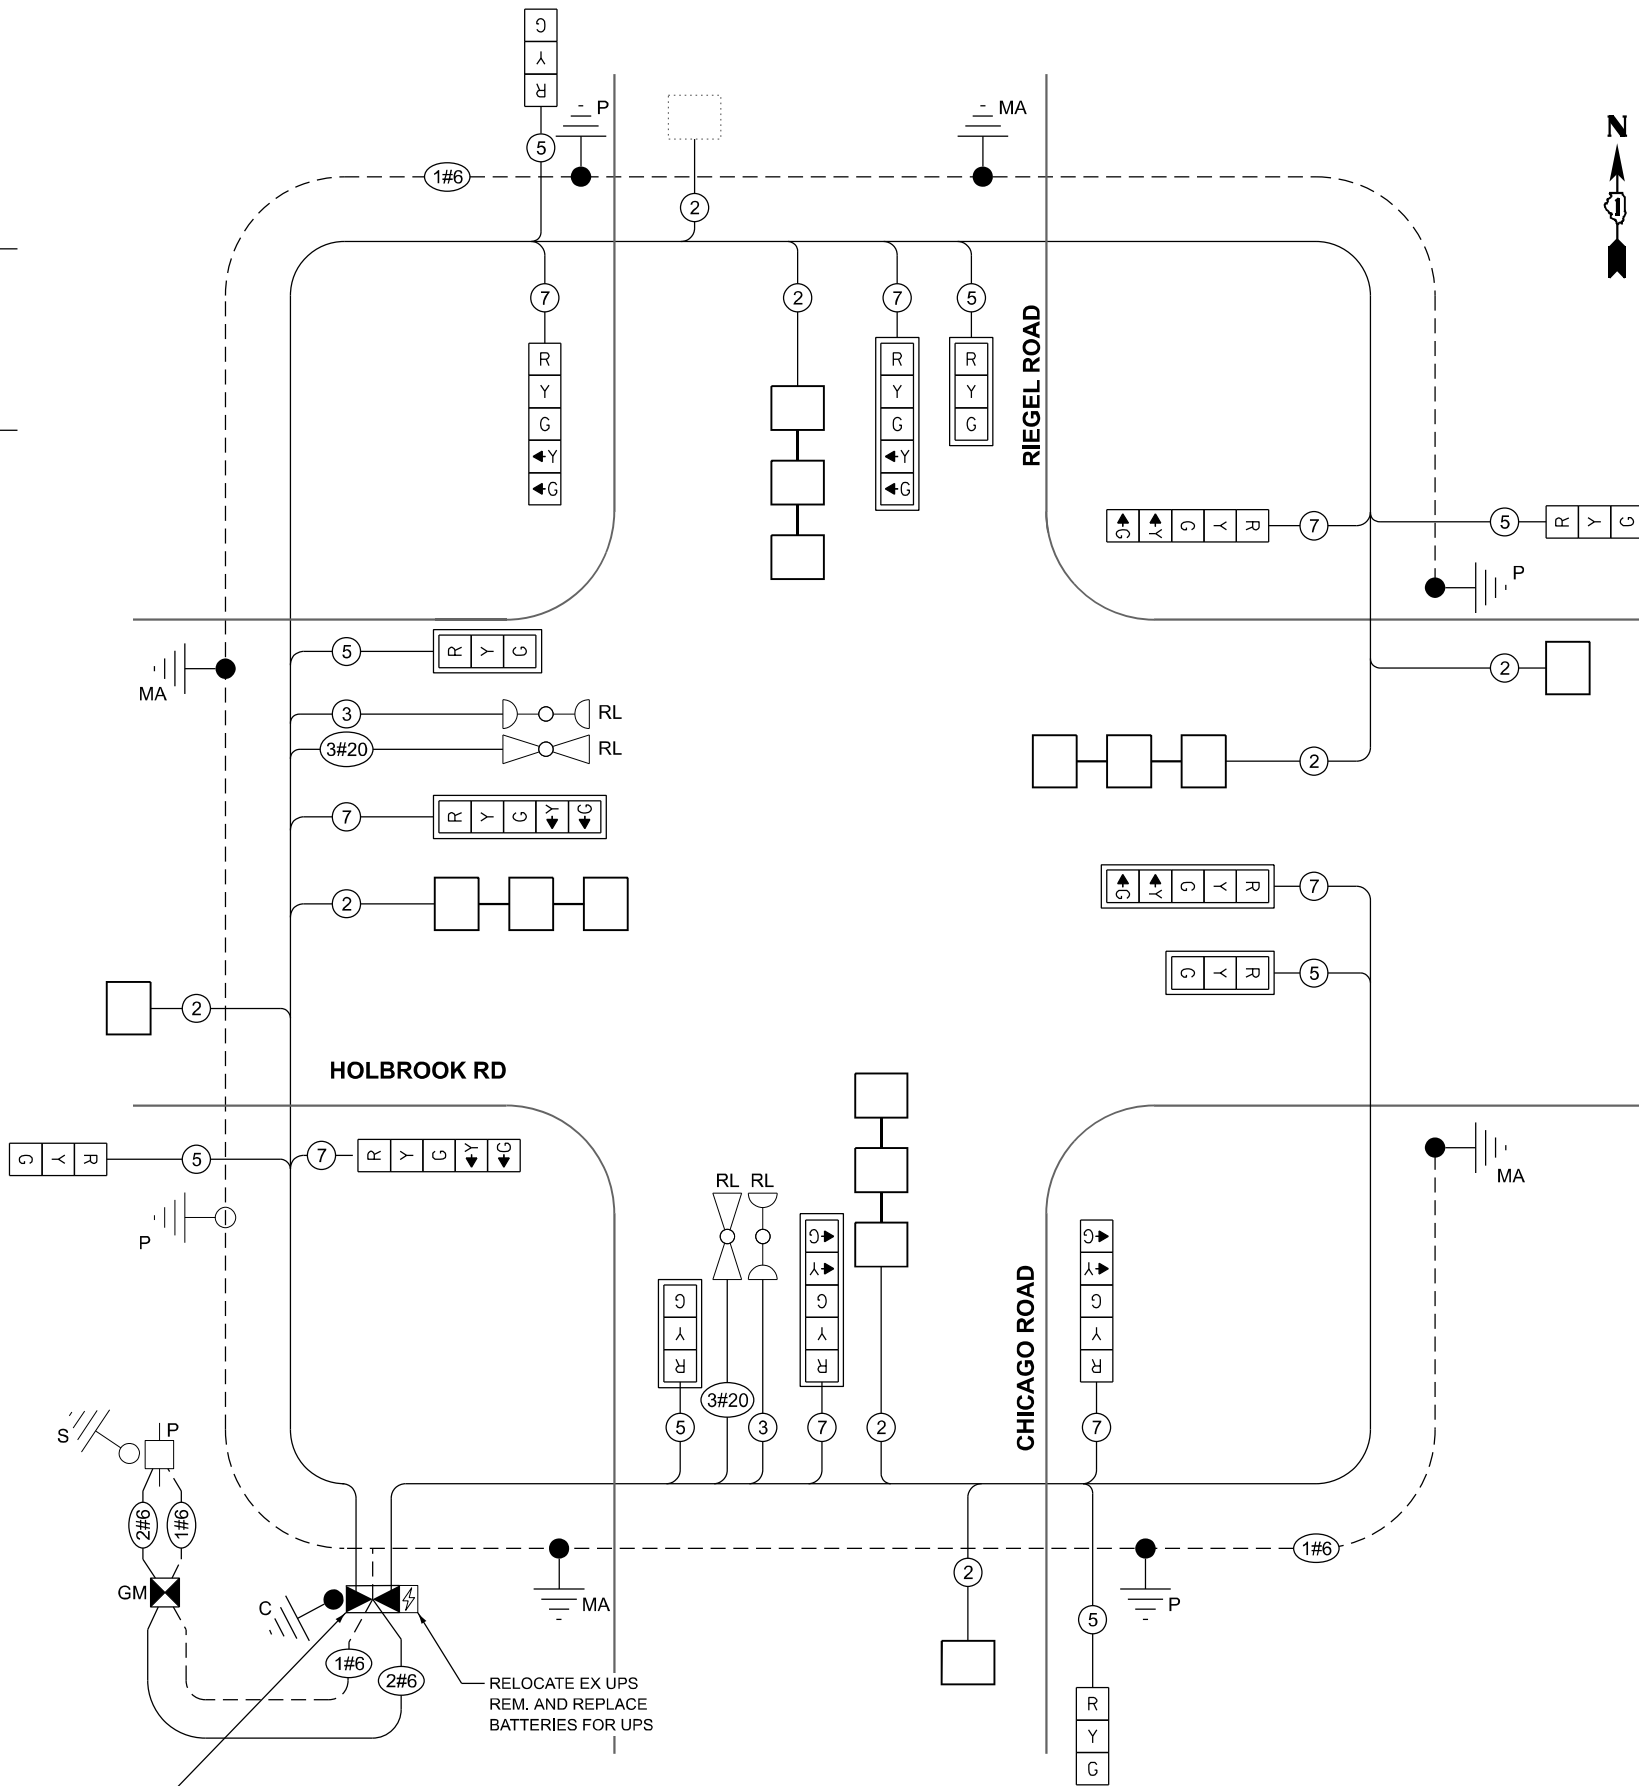 G
Y
R
P
MA
N
5
1#6
2
7
2
7
5
R
Y
G
Y
G
R
Y
G
Y
G
R
Y
G
RIEGEL ROAD
G Y G Y R
7
5
R Y G
P
5
R Y G
MA
3
RL
3#20
RL
2
2
7
R Y G Y G
G Y G Y R
7
2
G Y R
5
2
HOLBROOK RD
G Y R
5
7
R Y G Y G
MA
P
RL RL
G
Y
G
Y
R
G
Y
R
G
Y
G
Y
R
CHICAGO ROAD
3#20
5
3
7
2
7
S
P
2#6
1#6
1#6
2
GM
C
MA
P
5
1#6
2#6
RELOCATE EX UPS
REM. AND REPLACE
BATTERIES FOR UPS
R
Y
G